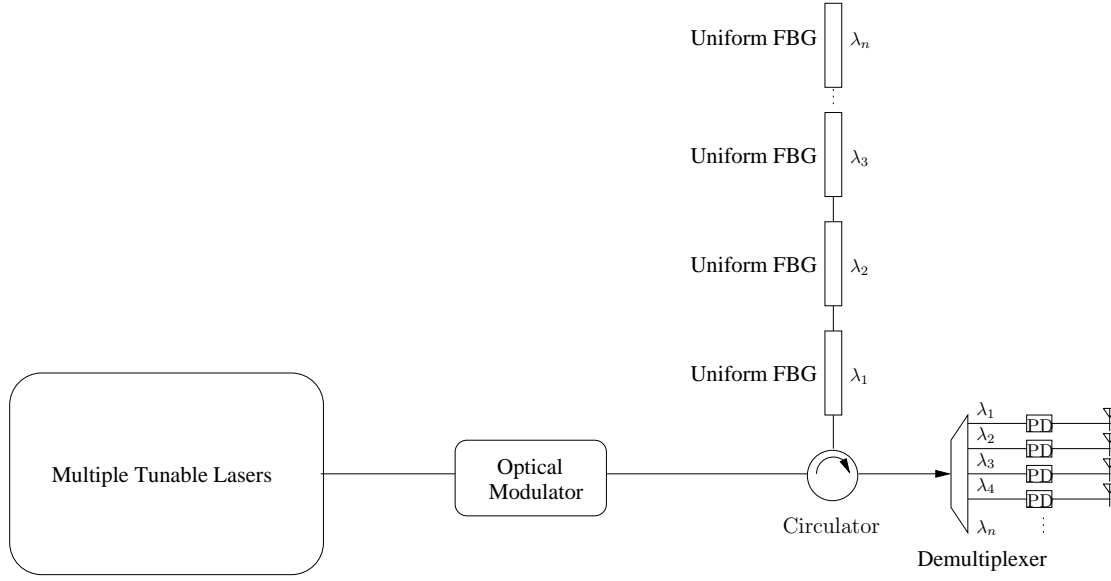 Uniform FBG λn
Uniform FBG λ3
Uniform FBG λ2
Uniform FBG λ1
Multiple Tunable Lasers
Optical
Modulator
Circulator
λ1 PD
λ2 PD
λ3 PD
λ4 PD
λn
Demultiplexer